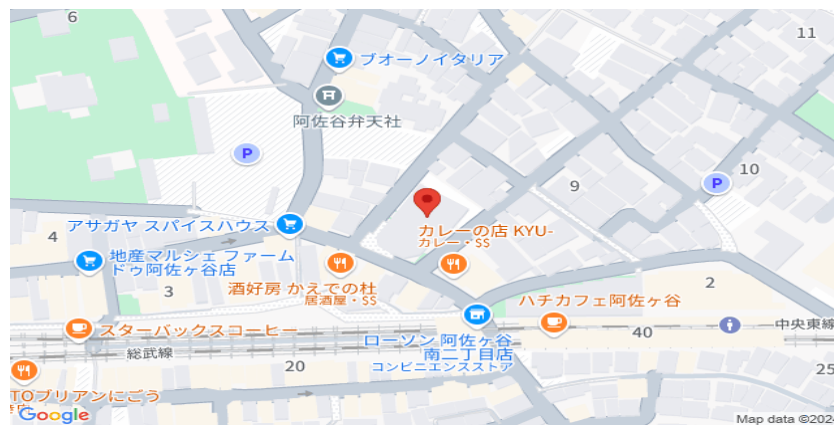 6
11
ブオーノイタリア
阿佐谷弁天社
P
10
P
9
アサガヤ スパイスハウス
4
カレーの店 KYU-
カレー・SS
地産マルシェ ファーム
ドゥ阿佐ヶ谷店
3
酒好房 かえでの杜
居酒屋・SS
2
ハチカフェ阿佐ヶ谷
スターバックスコーヒー
40
中央東線
総武線
ローソン 阿佐ヶ谷
南二丁目店
コンビニエンスストア
20
25
TOブリアンにごう
Google
Map data ©2024